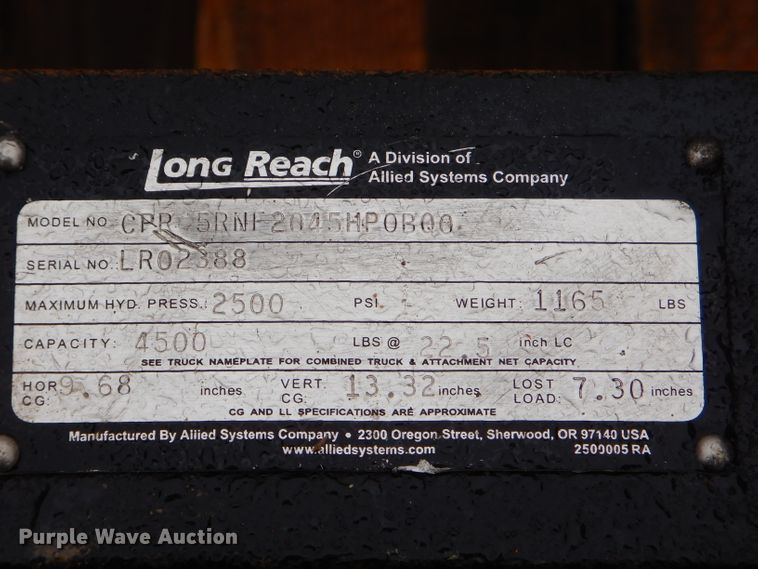 Long Reach® A Division of
Allied Systems Company
MODEL NO. 5RNF2045HP0B00
SERIAL NO.: LR02388
MAXIMUM HYD. PRESS.: 2500 PSI. WEIGHT: 1165 LBS
CAPACITY: 4500 LBS @ 22.5 inch LC
SEE TRUCK NAMEPLATE FOR COMBINED TRUCK & ATTACHMENT NET CAPACITY
HOR CG: 9.68 inches VERT. CG: 13.32 inches LOST LOAD: 7.30 inches
CG AND LL SPECIFICATIONS ARE APPROXIMATE
Manufactured By Allied Systems Company • 2300 Oregon Street, Sherwood, OR 97140 USA
www.alliedsystems.com 2500005 RA
Purple Wave Auction